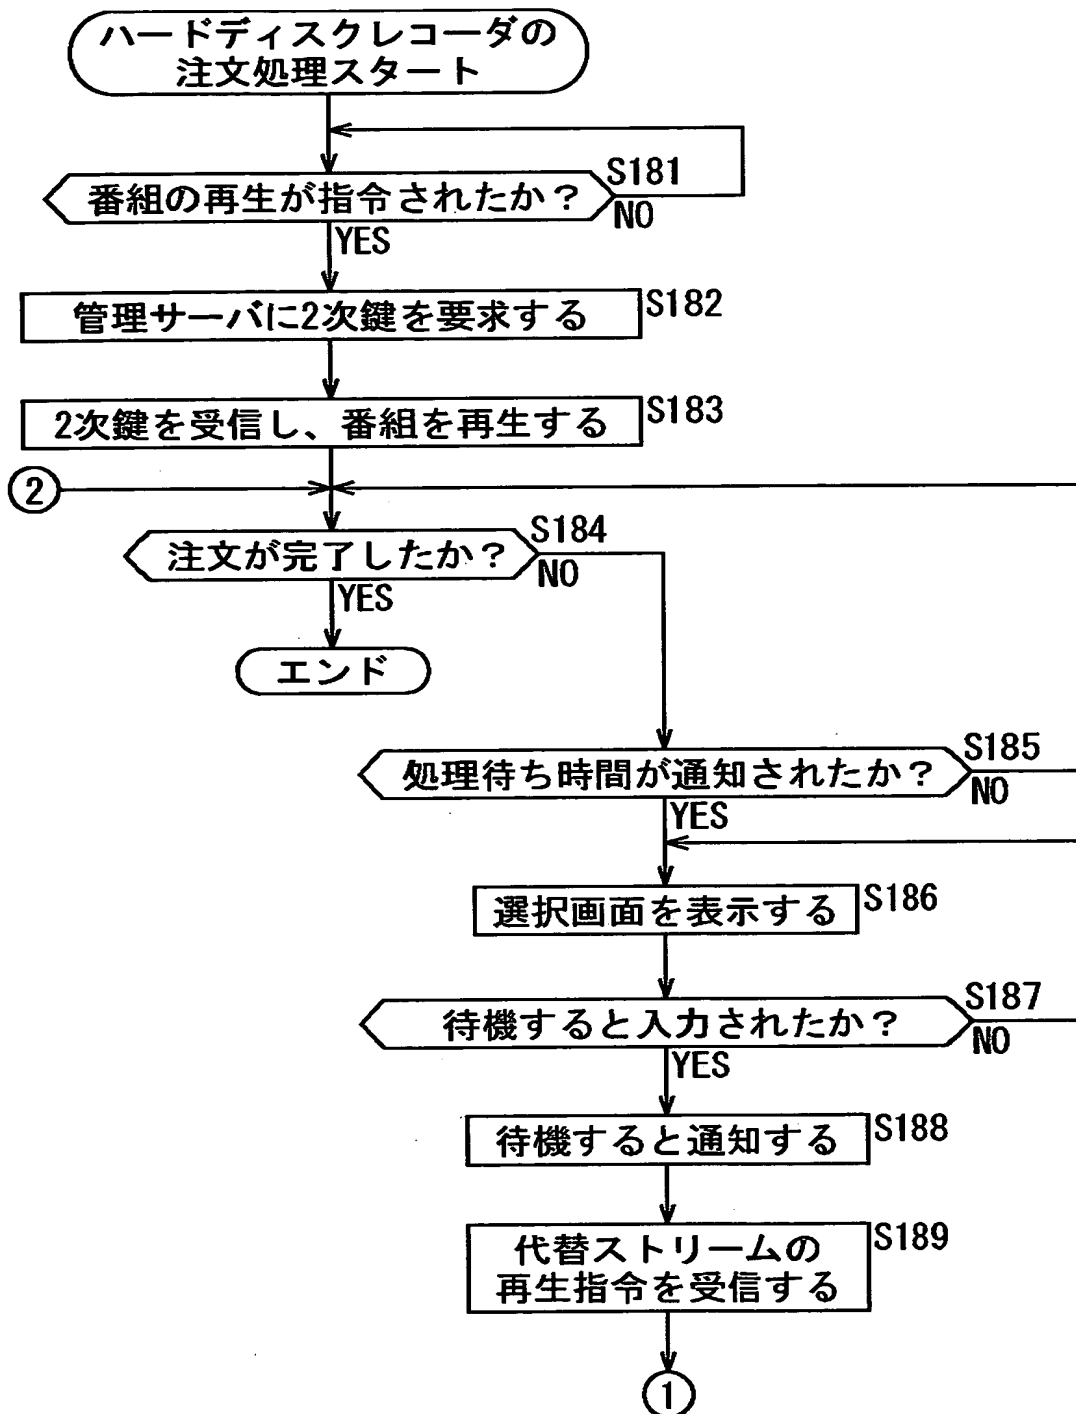 ハードディスクレコーダの
注文処理スタート
S181
番組の再生が指令されたか？
NO
YES
管理サーバに2次鍵を要求する
S182
2次鍵を受信し、番組を再生する
S183
2
S184
注文が完了したか？
NO
YES
エンド
S185
処理待ち時間が通知されたか？
NO
YES
選択画面を表示する
S186
S187
待機すると入力されたか？
NO
YES
待機すると通知する
S188
代替ストリームの
再生指令を受信する
S189
1